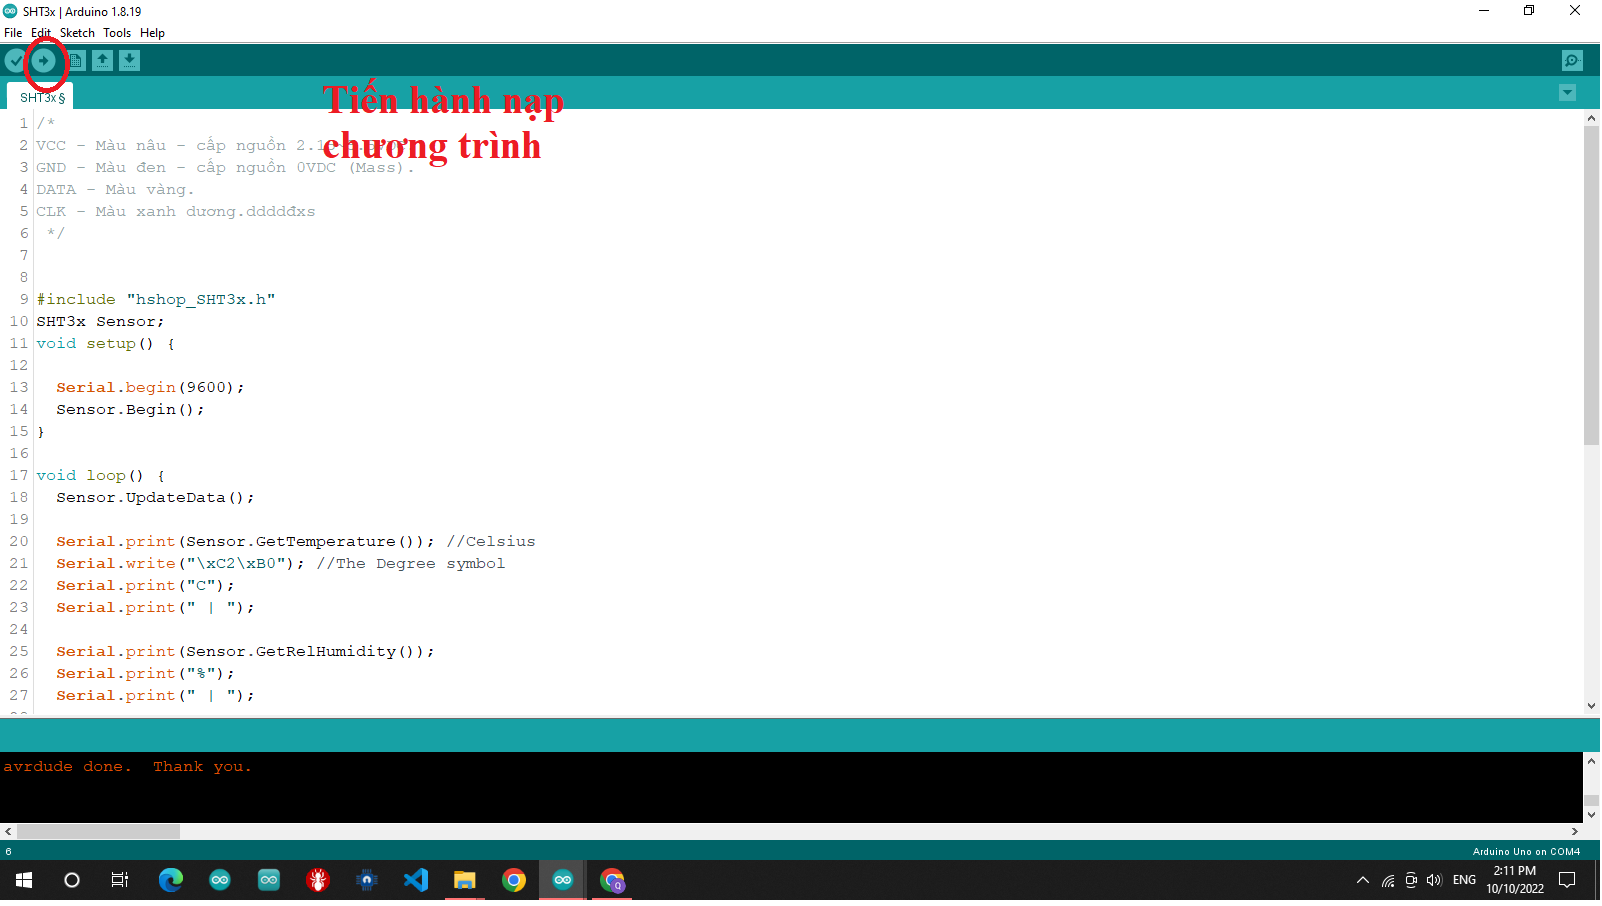 SHT3x | Arduino 1.8.19
File Edit Sketch Tools Help
SHT3x §
Tiến hành nạp
chương trình
1 /*
2 VCC - Màu nâu - cấp nguồn
3 GND - Màu đen - cấp nguồn 0VDC (Mass).
4 DATA - Màu vàng.
5 CLK - Màu xanh dương.dddddxs
6 */
7
8
9 #include "hshop_SHT3x.h"
10 SHT3x Sensor;
11 void setup() {
12
13 Serial.begin(9600);
14 Sensor.Begin();
15 }
16
17 void loop() {
18 Sensor.UpdateData();
19
20 Serial.print(Sensor.GetTemperature()); //Celsius
21 Serial.write("\xC2\xB0"); //The Degree symbol
22 Serial.print("C");
23 Serial.print(" | ");
24
25 Serial.print(Sensor.GetRelHumidity());
26 Serial.print("%");
27 Serial.print(" | ");
avrdude done.  Thank you.
6
Arduino Uno on COM4
ENG
2:11 PM
10/10/2022